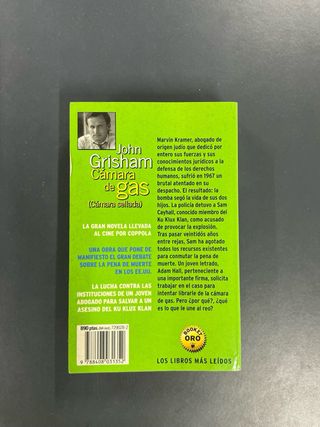 John
Grisham
Cámara
de gas
(Cámara sellada)
LA GRAN NOVELA LLEVADA
AL CINE POR COPPOLA
UNA OBRA QUE PONE DE
MANIFIESTO EL GRAN DEBATE
SOBRE LA PENA DE MUERTE
EN LOS EE.UU.
LA LUCHA CONTRA LAS
INSTITUCIONES DE UN JOVEN
ABOGADO PARA SALVAR A UN
ASESINO DEL KU KLUX KLAN
Marvin Kramer, abogado de
origen judío que dedicó por
entero sus fuerzas y sus
conocimientos jurídicos a la
defensa de los derechos
humanos, sufrió en 1967 un
brutal atentado en su
despacho. El resultado: la
bomba segó la vida de sus dos
hijos. La policía detuvo a Sam
Cayhall, conocido miembro del
Ku Klux Klan, como acusado
de provocar la explosión.
Tras pasar veintidós años
entre rejas, Sam ha agotado
todos los recursos existentes
para conmutar la pena de
muerte. Un joven letrado,
Adam Hall, perteneciente a
una importante firma, solicita
trabajar en el caso para
intentar librarle de la cámara
de gas. Pero ¿por qué?, ¿qué
es lo que le une al reo?
890 ptas.
9 788408 031352
BOOKET
ORO
LOS LIBROS MÁS LEÍDOS